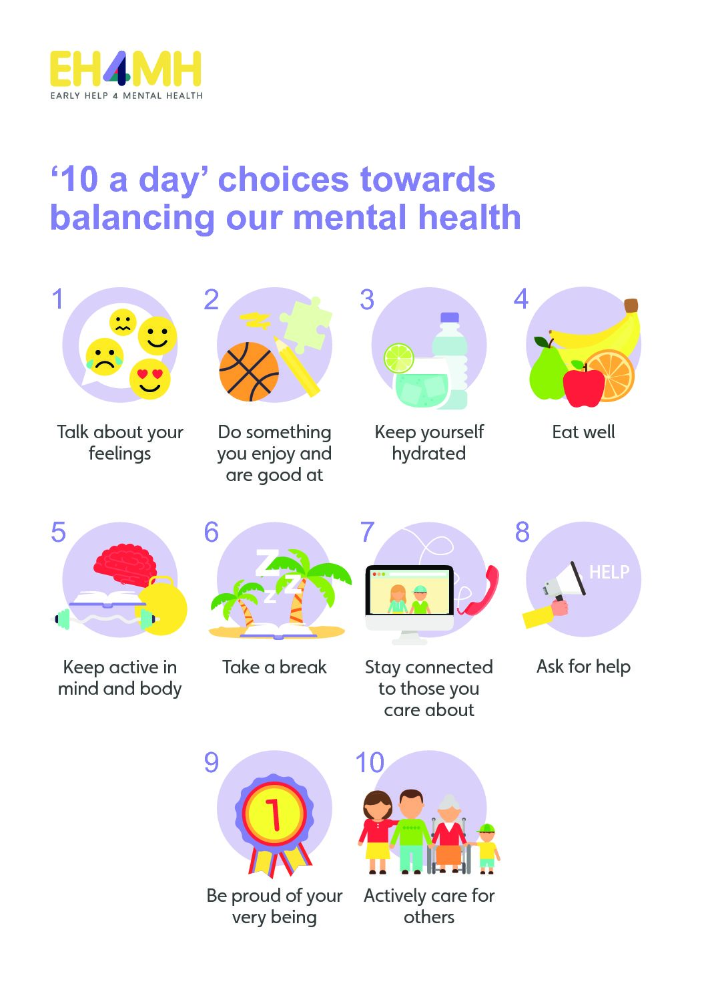 EH4MH
EARLY HELP 4 MENTAL HEALTH
‘10 a day’ choices towards
balancing our mental health
1
Talk about your
feelings
2
Do something
you enjoy and
are good at
3
Keep yourself
hydrated
4
Eat well
5
Keep active in
mind and body
6
Z
Z
Z
Take a break
7
Stay connected
to those you
care about
8
HELP
Ask for help
9
1
Be proud of your
very being
10
Actively care for
others